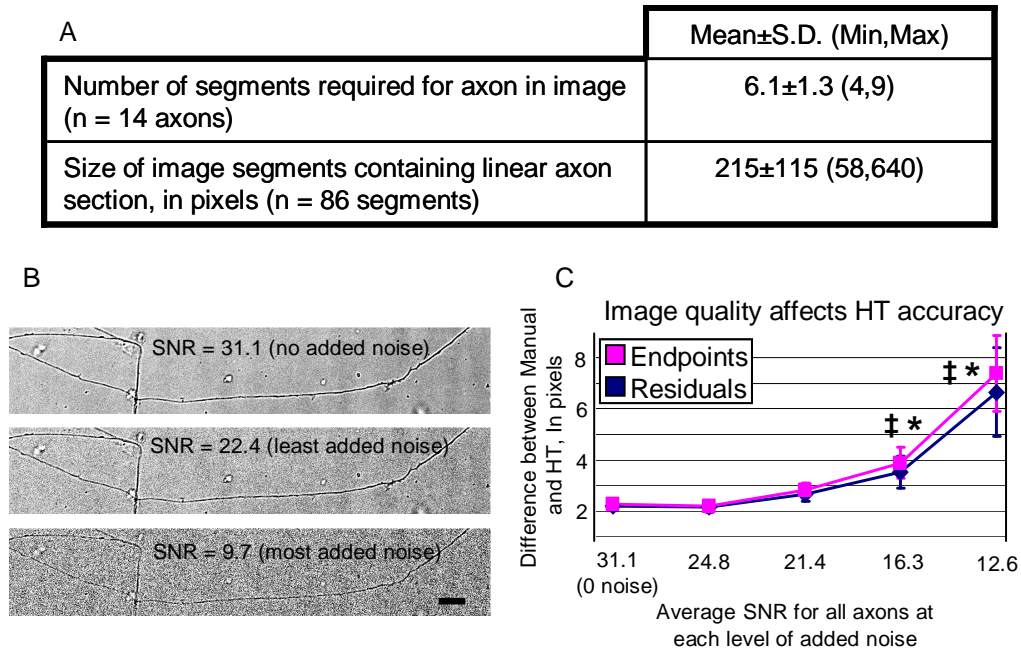 A
Mean±S.D. (Min,Max)
Number of segments required for axon in image
(n = 14 axons)
6.1±1.3 (4,9)
Size of image segments containing linear axon
section, in pixels (n = 86 segments)
215±115 (58,640)
B
SNR = 31.1 (no added noise)
SNR = 22.4 (least added noise)
SNR = 9.7 (most added noise)
C
Image quality affects HT accuracy
Difference between Manual
and HT, In pixels
Endpoints
Residuals
8
6
4
2
‡ *
‡ *
31.1
(0 noise)
24.8
21.4
16.3
12.6
Average SNR for all axons at
each level of added noise